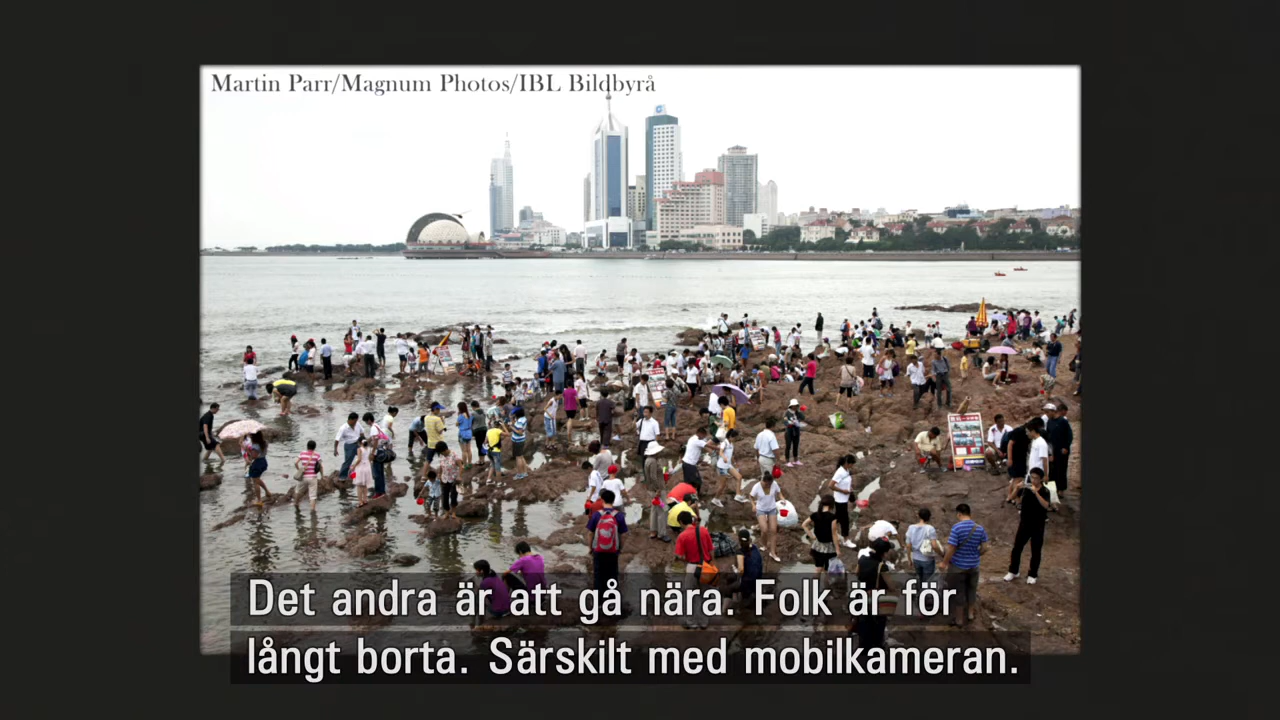 Martin Parr/Magnum Photos/IBL Bildbyrå
Det andra är att gå nära. Folk är för
långt borta. Särskilt med mobilkameran.